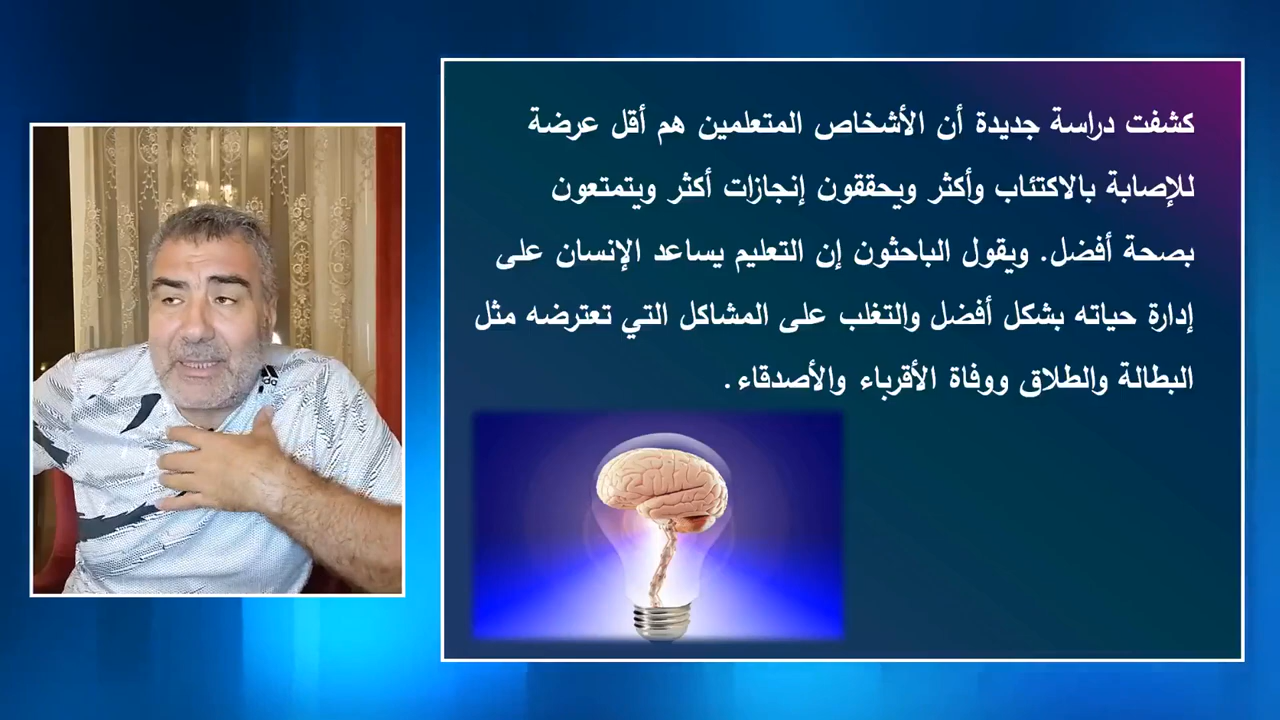 كشفت دراسة جديدة أن الأشخاص المتعلمين هم أقل عرضة
للإصابة بالاكتئاب وأكثر ويحققون إنجازات أكثر ويتمتعون
بصحة أفضل. ويقول الباحثون إن التعليم يساعد الإنسان على
إدارة حياته بشكل أفضل والتغلب على المشاكل التي تعترضه مثل
البطالة والطلاق ووفاة الأقرباء والأصدقاء.